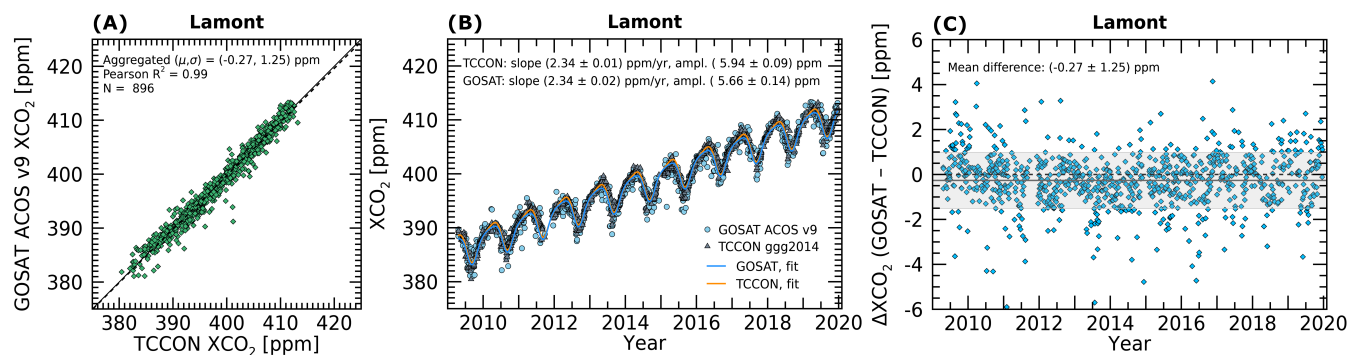 (A) Lamont
GOSAT ACOS v9 XCO2 [ppm]
420
410
400
390
380
Aggregated (μ,σ) = (-0.27, 1.25) ppm
Pearson R² = 0.99
N = 896
380 390 400 410 420
TCCON XCO2 [ppm]
(B) Lamont
XCO2 [ppm]
420
410
400
390
380
TCCON: slope (2.34 ± 0.01) ppm/yr, ampl. ( 5.94 ± 0.09) ppm
GOSAT: slope (2.34 ± 0.02) ppm/yr, ampl. ( 5.66 ± 0.14) ppm
GOSAT ACOS v9
TCCON ggg2014
GOSAT, fit
TCCON, fit
2010 2012 2014 2016 2018 2020
Year
(C) Lamont
ΔXCO2 (GOSAT − TCCON) [ppm]
6
4
2
0
-2
-4
-6
Mean difference: (-0.27 ± 1.25) ppm
2010 2012 2014 2016 2018 2020
Year